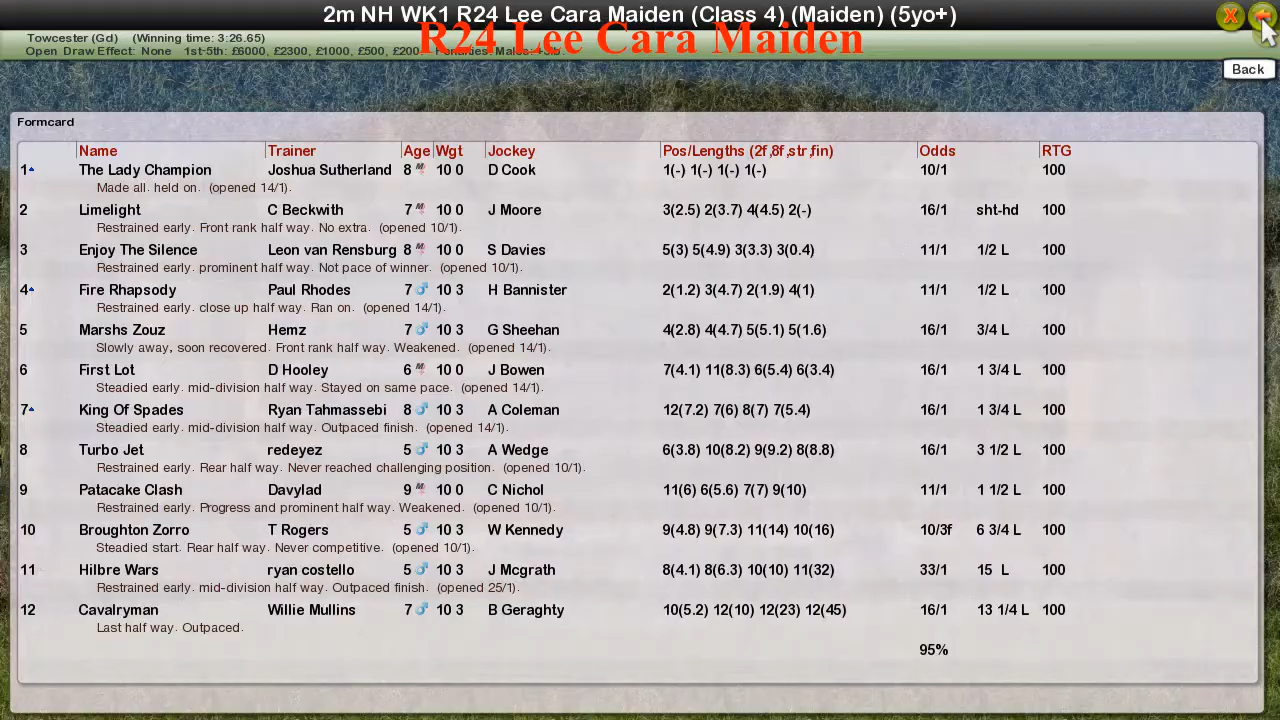 2m NH WK1 R24 Lee Cara Maiden (Class 4) (Maiden) (5yo+)
R24 Lee Cara Maiden
Towcester (Gd) (Winning time: 3:26.65)
Open Draw Effect: None 1st-5th: £6000, £2300, £1000, £500, £200. Penalties: Males: +3lb.
X
Back
Formcard
Name Trainer Age Wgt Jockey Pos/Lengths (2f,8f,str,fin) Odds RTG
1 The Lady Champion Joshua Sutherland 8 M 10 0 D Cook 1(-) 1(-) 1(-) 1(-) 10/1 100
Made all. held on. (opened 14/1).
2 Limelight C Beckwith 7 M 10 0 J Moore 3(2.5) 2(3.7) 4(4.5) 2(-) 16/1 sht-hd 100
Restrained early. Front rank half way. No extra. (opened 10/1).
3 Enjoy The Silence Leon van Rensburg 8 M 10 0 S Davies 5(3) 5(4.9) 3(3.3) 3(0.4) 11/1 1/2 L 100
Restrained early. prominent half way. Not pace of winner. (opened 10/1).
4 Fire Rhapsody Paul Rhodes 7 10 3 H Bannister 2(1.2) 3(4.7) 2(1.9) 4(1) 11/1 1/2 L 100
Restrained early. close up half way. Ran on. (opened 14/1).
5 Marshs Zouz Hemz 7 10 3 G Sheehan 4(2.8) 4(4.7) 5(5.1) 5(1.6) 16/1 3/4 L 100
Slowly away, soon recovered. Front rank half way. Weakened. (opened 14/1).
6 First Lot D Hooley 6 M 10 0 J Bowen 7(4.1) 11(8.3) 6(5.4) 6(3.4) 16/1 1 3/4 L 100
Steadied early. mid-division half way. Stayed on same pace. (opened 14/1).
7 King Of Spades Ryan Tahmassebi 8 10 3 A Coleman 12(7.2) 7(6) 8(7) 7(5.4) 16/1 1 3/4 L 100
Steadied early. mid-division half way. Outpaced finish. (opened 14/1).
8 Turbo Jet redeyez 5 10 3 A Wedge 6(3.8) 10(8.2) 9(9.2) 8(8.8) 16/1 3 1/2 L 100
Restrained early. Rear half way. Never reached challenging position. (opened 10/1).
9 Patacake Clash Davylad 9 M 10 0 C Nichol 11(6) 6(5.6) 7(7) 9(10) 11/1 1 1/2 L 100
Restrained early. Progress and prominent half way. Weakened. (opened 10/1).
10 Broughton Zorro T Rogers 5 10 3 W Kennedy 9(4.8) 9(7.3) 11(14) 10(16) 10/3f 6 3/4 L 100
Steadied start. Rear half way. Never competitive. (opened 10/1).
11 Hilbre Wars ryan costello 5 10 3 J Mcgrath 8(4.1) 8(6.3) 10(10) 11(32) 33/1 15 L 100
Restrained early. mid-division half way. Outpaced finish. (opened 25/1).
12 Cavalryman Willie Mullins 7 10 3 B Geraghty 10(5.2) 12(10) 12(23) 12(45) 16/1 13 1/4 L 100
Last half way. Outpaced.
95%